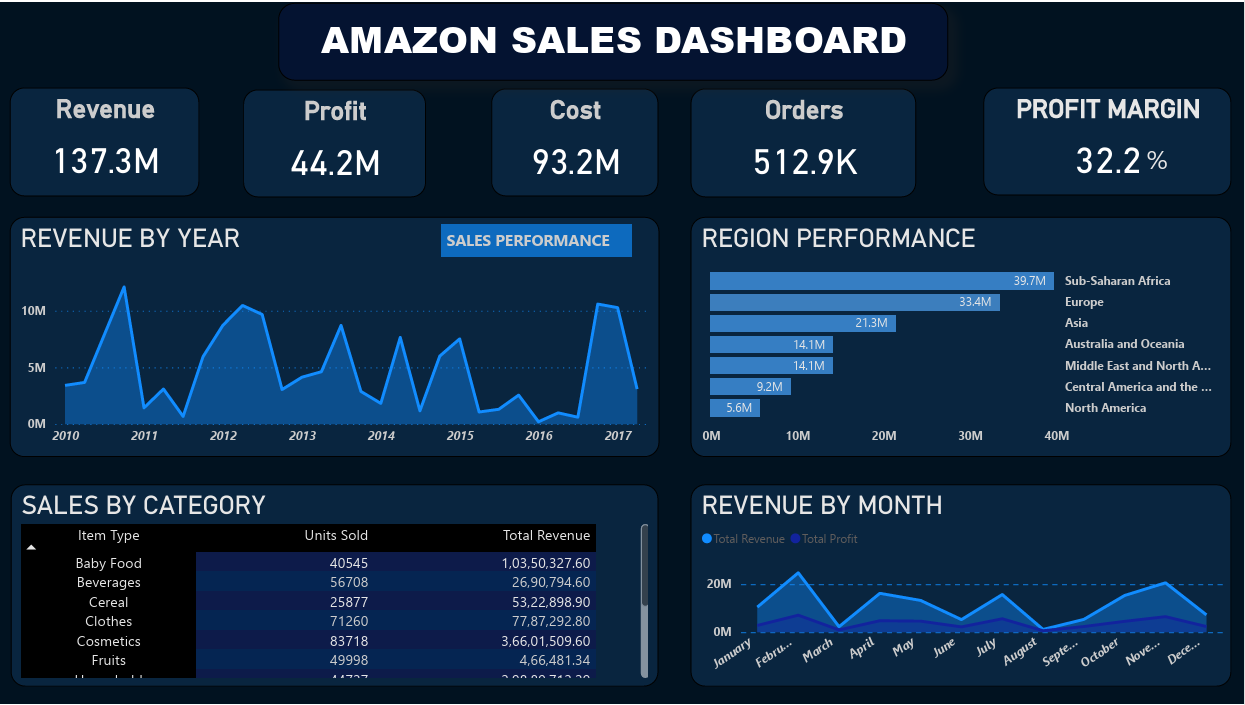 AMAZON SALES DASHBOARD
Revenue
137.3M
Profit
44.2M
Cost
93.2M
Orders
512.9K
PROFIT MARGIN
32.2 %
REVENUE BY YEAR
SALES PERFORMANCE
10M
5M
0M
2010 2011 2012 2013 2014 2015 2016 2017
REGION PERFORMANCE
39.7M Sub-Saharan Africa
33.4M Europe
21.3M Asia
14.1M Australia and Oceania
14.1M Middle East and North A...
9.2M Central America and the ...
5.6M North America
0M 10M 20M 30M 40M
SALES BY CATEGORY
Item Type Units Sold Total Revenue
Baby Food 40545 1,03,50,327.60
Beverages 56708 26,90,794.60
Cereal 25877 53,22,898.90
Clothes 71260 77,87,292.80
Cosmetics 83718 3,66,01,509.60
Fruits 49998 4,66,481.34
REVENUE BY MONTH
Total Revenue Total Profit
20M
0M
January Febru... March April May June July August Septe... October Nove... Dece...